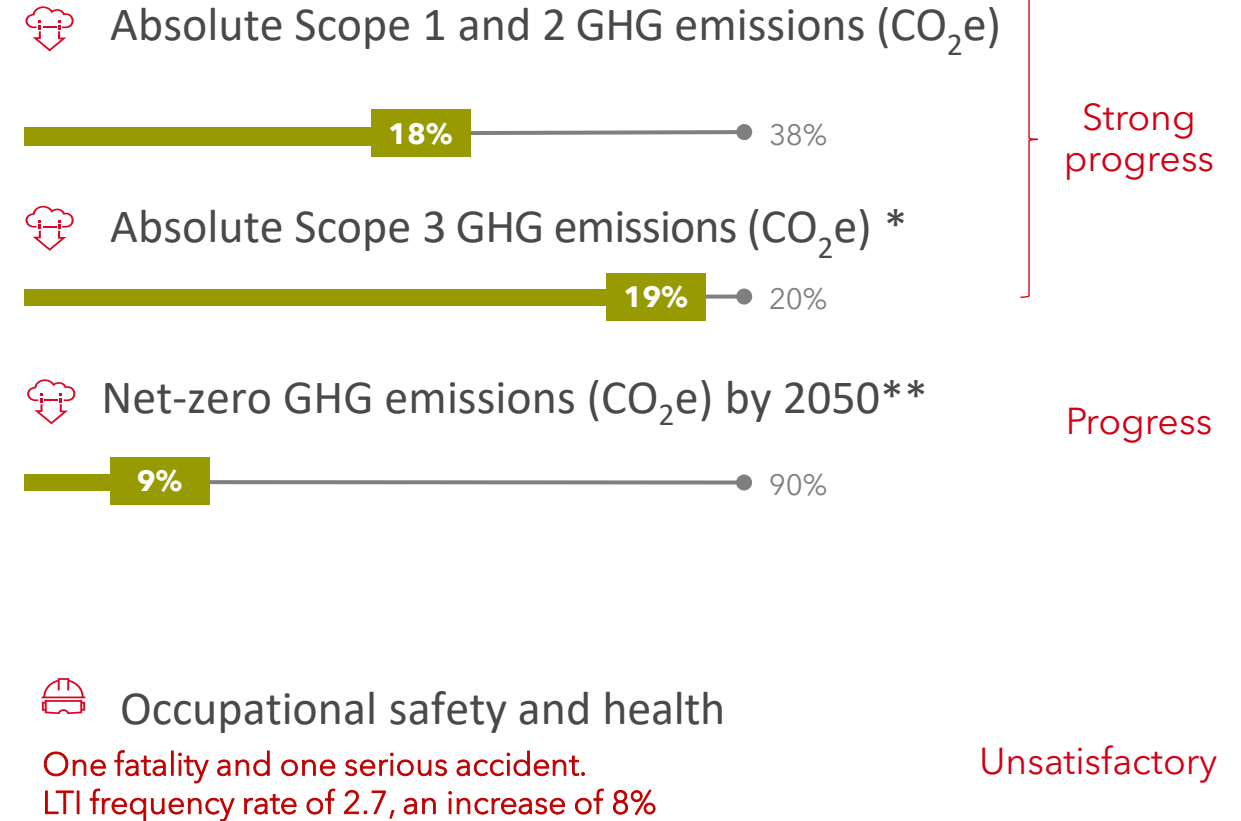 Absolute Scope 1 and 2 GHG emissions (CO₂e)
18%
38%
Strong
progress
Absolute Scope 3 GHG emissions (CO₂e) *
19%
20%
Net-zero GHG emissions (CO₂e) by 2050**
Progress
9%
90%
Occupational safety and health
One fatality and one serious accident.
LTI frequency rate of 2.7, an increase of 8%
Unsatisfactory